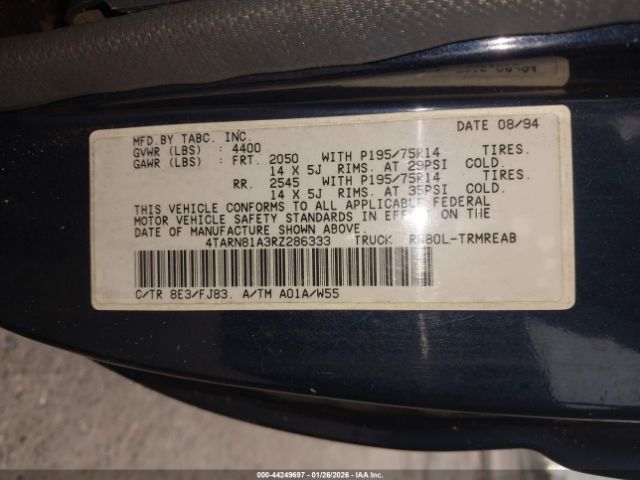 DATE 08/94
MFD.BY TABC. INC.
GVWR (LBS) : 4400
GAWR (LBS) : FRT. 2050 WITH P195/75R14 TIRES.
14 X 5J RIMS. AT 29PSI COLD.
RR. 2545 WITH P195/75R14 TIRES.
14 X 5J RIMS. AT 35PSI COLD.
THIS VEHICLE CONFORMS TO ALL APPLICABLE FEDERAL
MOTOR VEHICLE SAFETY STANDARDS IN EFFECT ON THE
DATE OF MANUFACTURE SHOWN ABOVE.
4TARN81A3RZ286333 TRUCK RN80L-TRMREAB
C/TR 8E3/FJ83. A/TM A01A/W55
000-44249697 - 01/26/2026 - IAA Inc.